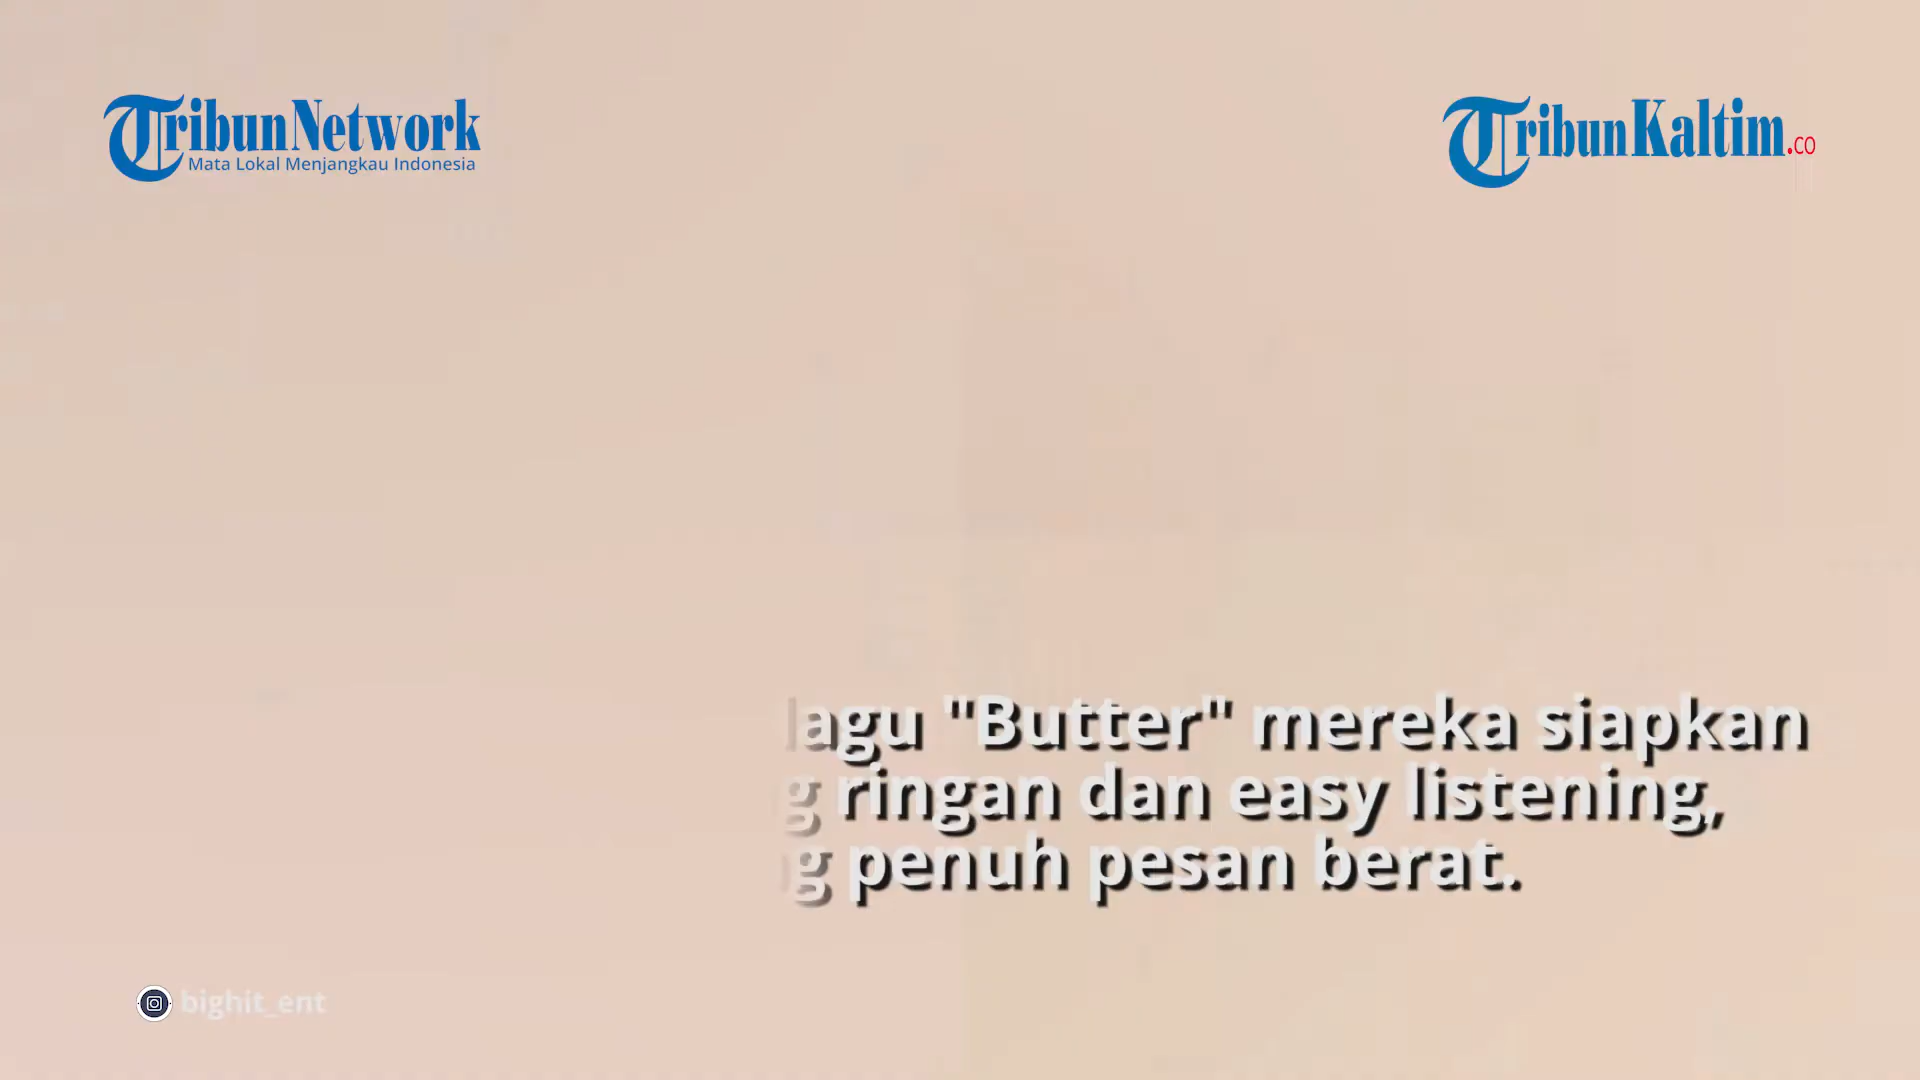 TribunNetwork
Mata Lokal Menjangkau Indonesia
TribunKaltim.co
lagu "Butter" mereka siapkan
ringan dan easy listening,
penuh pesan berat.
bighit_ent